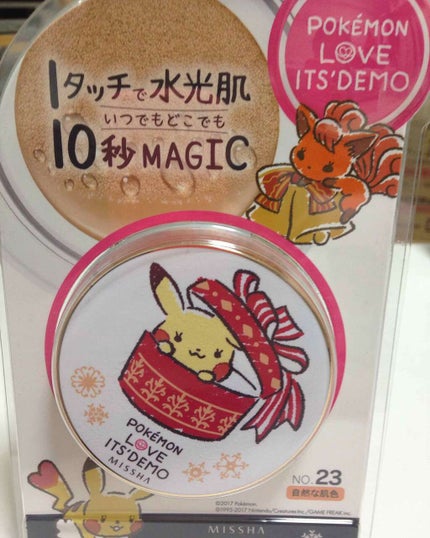 POKÉMON
LOVE
ITS'DEMO
1タッチで水光肌
いつでもどこでも
10秒MAGIC
POKÉMON
LOVE
ITS'DEMO
MISSHA
NO.23
自然な肌色
©2017 Pokémon.
©1995-2017 Nintendo/Creatures Inc./GAME FREAK inc.
MISSHA